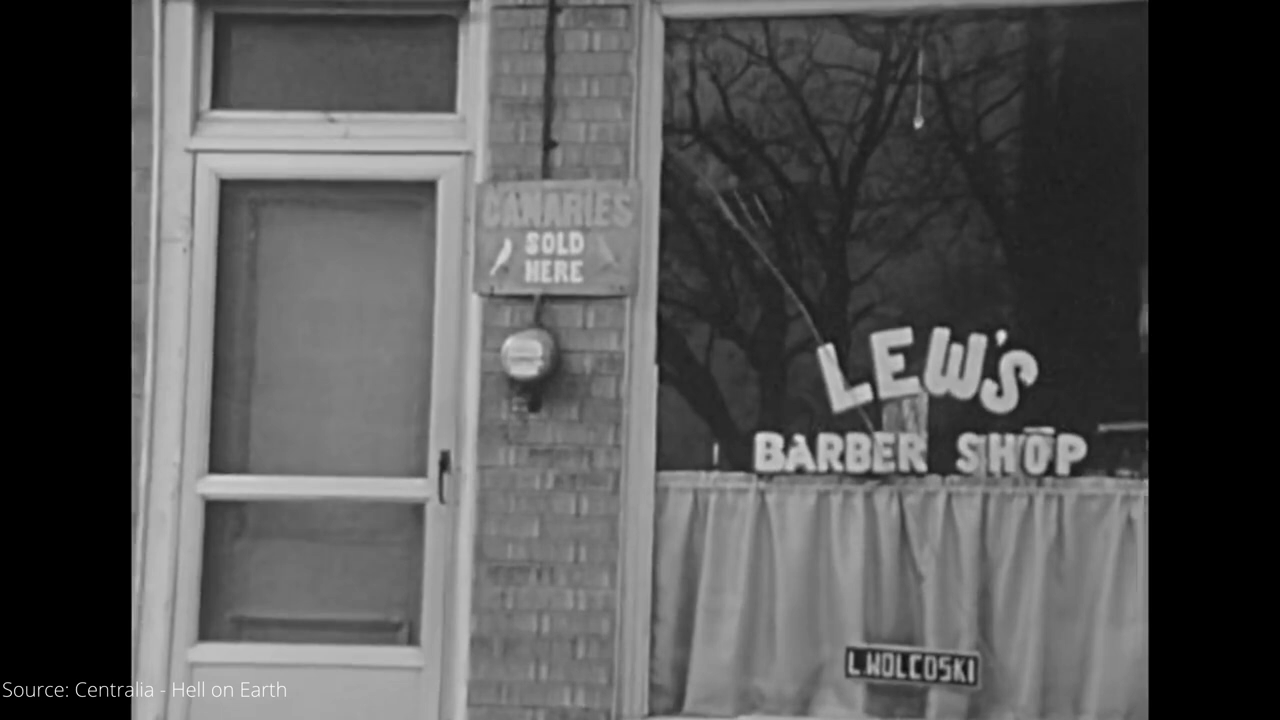 CANARIES
SOLD
HERE
LEW'S
BARBER SHOP
L.WOLCOSKI
Source: Centralia - Hell on Earth